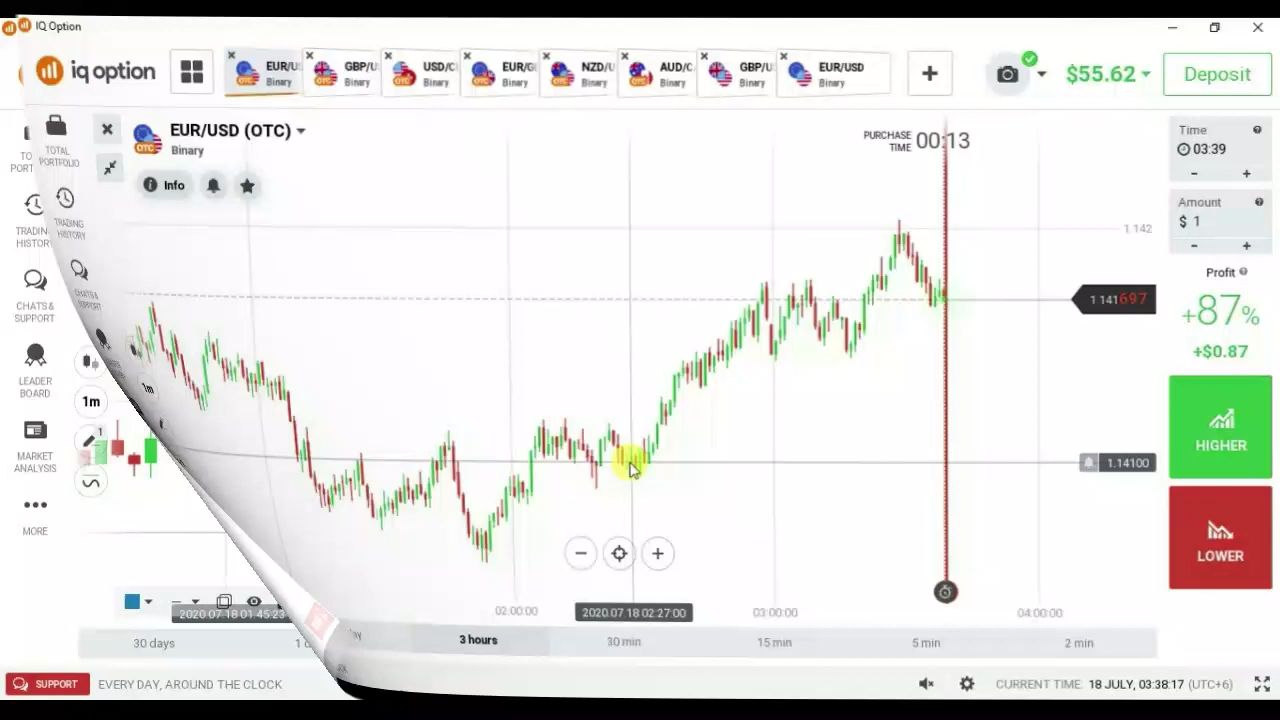 IQ Option
iq option
EUR/U
Binary
GBP/U
Binary
USD/C
Binary
EUR/G
Binary
NZD/U
Binary
AUD/C
Binary
GBP/U
Binary
EUR/USD
Binary
$55.62
Deposit
TOTAL
PORTFOLIO
TRADING
HISTORY
CHATS &
SUPPORT
LEADER
BOARD
MARKET
ANALYSIS
MORE
EUR/USD (OTC)
Binary
Info
PURCHASE
TIME 00:13
1.142
1.141697
1.14100
1m
1m
Time
03:39
Amount
$ 1
Profit
+87%
+$0.87
HIGHER
LOWER
2020.07.18 01:45:23
02:00:00
2020.07.18 02:27:00
03:00:00
04:00:00
30 days
3 hours
30 min
15 min
5 min
2 min
SUPPORT
EVERY DAY, AROUND THE CLOCK
CURRENT TIME: 18 JULY, 03:38:17 (UTC+6)